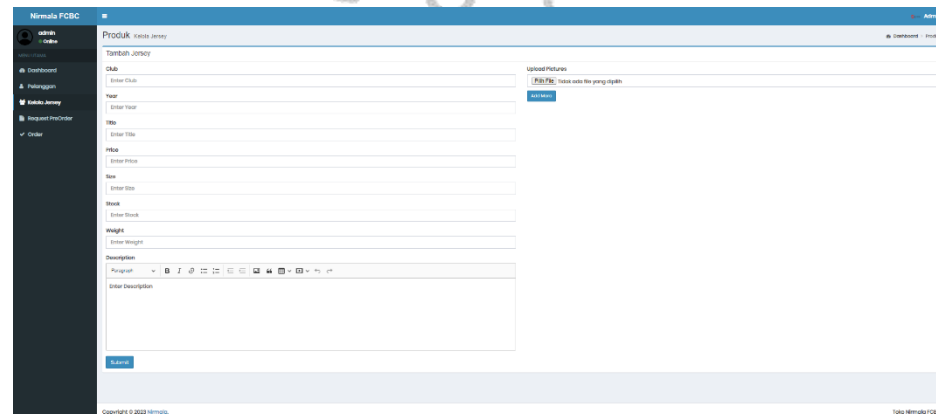 Nirmala FCBC
Adm
admin
Online
Produk Kelola Jersey
Dashboard
Tambah Jersey
Dashboard
Pelanggan
Kelola Jersey
Request PreOrder
Order
Club
Enter Club
Year
Enter Year
Title
Enter Title
Price
Enter Price
Size
Enter Size
Stock
Enter Stock
Weight
Enter Weight
Description
Paragraph B I
Enter Description
Submit
Upload Pictures
Pilih File Tidak ada file yang dipilih
Add More
Copyright © 2023 Nirmala.
Toko Nirmala FCB